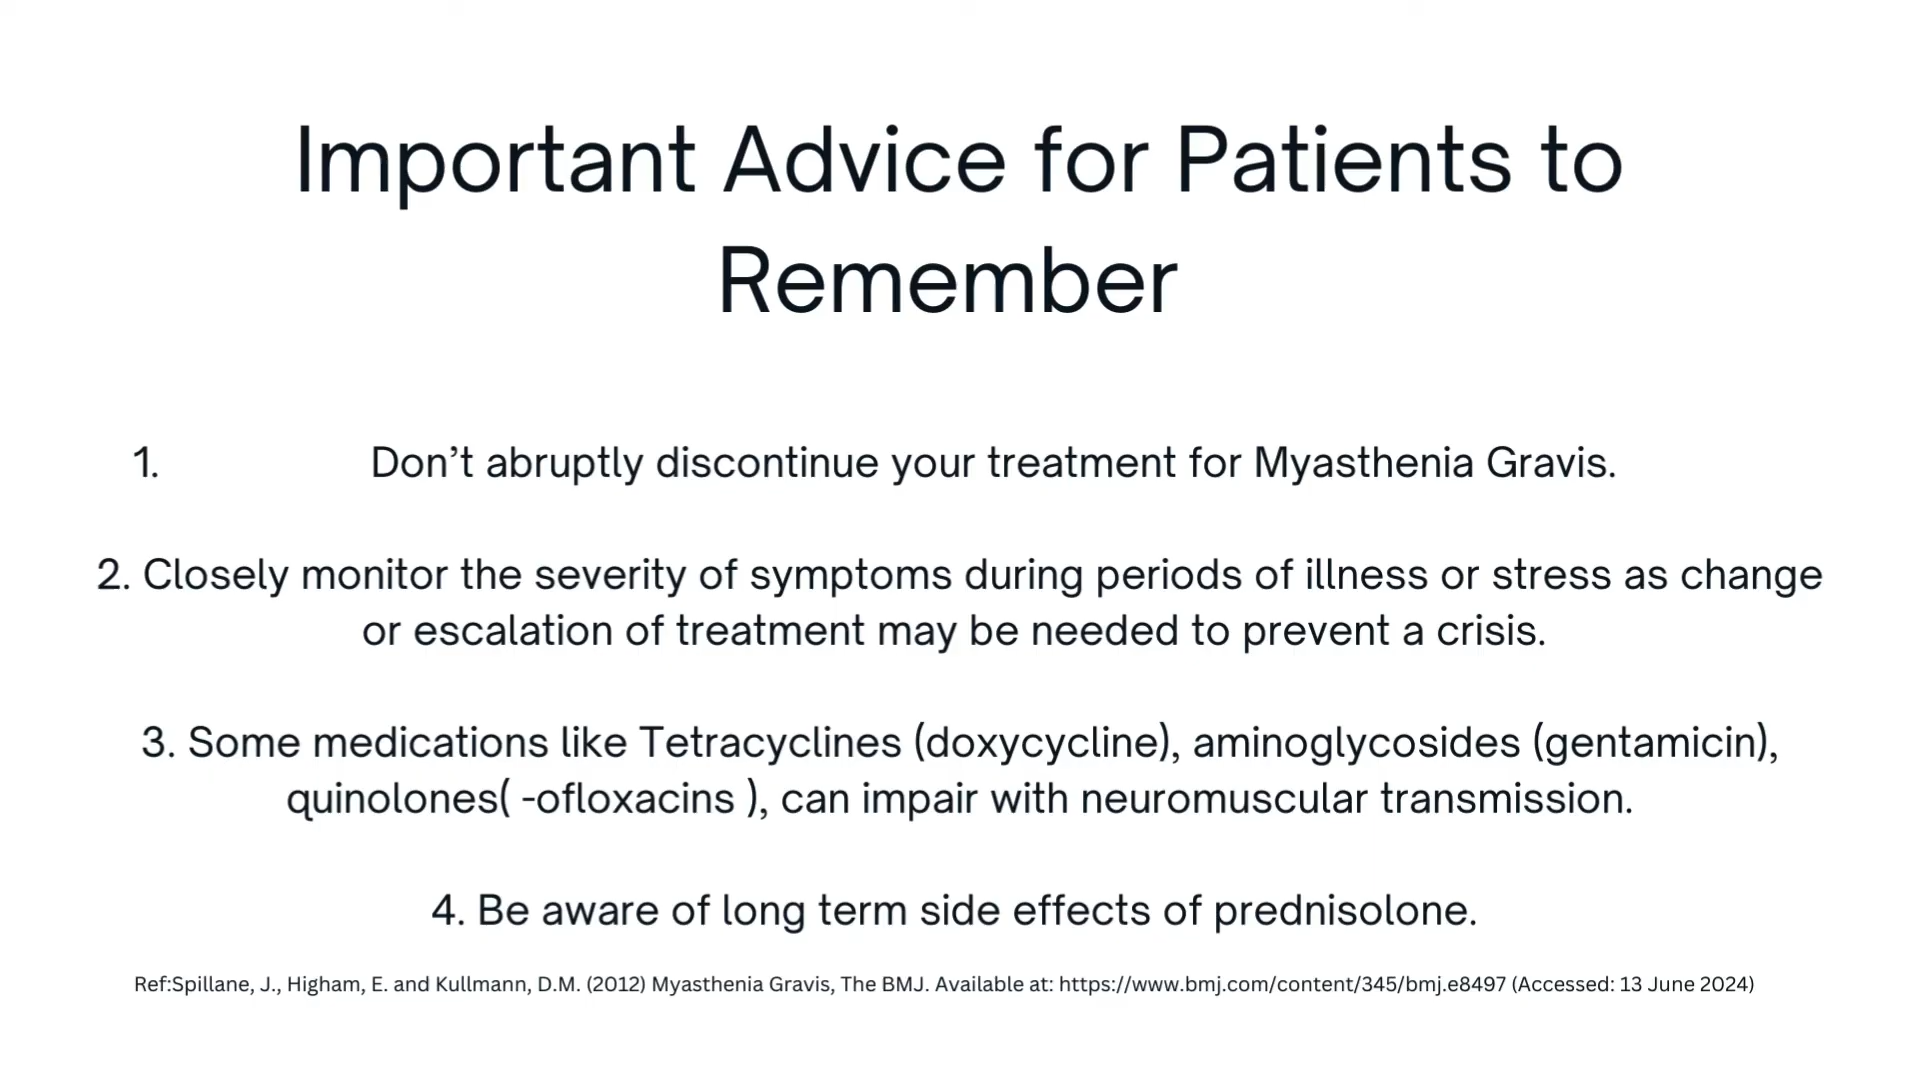 Important Advice for Patients to
Remember
1. Don’t abruptly discontinue your treatment for Myasthenia Gravis.
2. Closely monitor the severity of symptoms during periods of illness or stress as change
or escalation of treatment may be needed to prevent a crisis.
3. Some medications like Tetracyclines (doxycycline), aminoglycosides (gentamicin),
quinolones( -ofloxacins ), can impair with neuromuscular transmission.
4. Be aware of long term side effects of prednisolone.
Ref:Spillane, J., Higham, E. and Kullmann, D.M. (2012) Myasthenia Gravis, The BMJ. Available at: https://www.bmj.com/content/345/bmj.e8497 (Accessed: 13 June 2024)